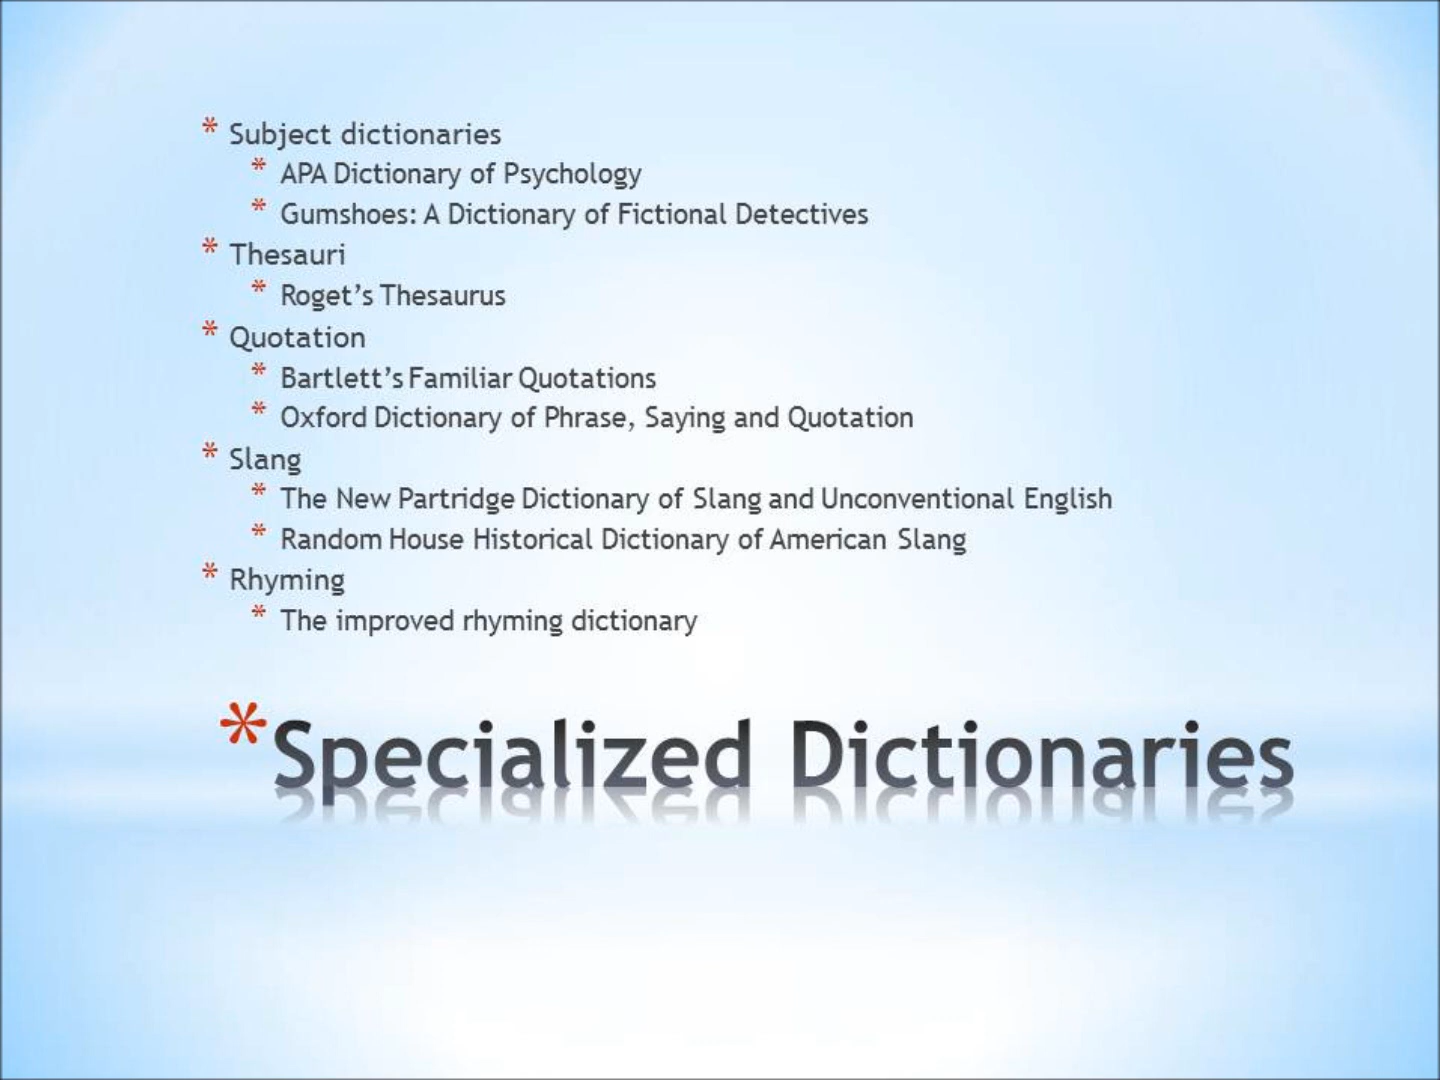 * Subject dictionaries
* APA Dictionary of Psychology
* Gumshoes: A Dictionary of Fictional Detectives
* Thesauri
* Roget’s Thesaurus
* Quotation
* Bartlett’s Familiar Quotations
* Oxford Dictionary of Phrase, Saying and Quotation
* Slang
* The New Partridge Dictionary of Slang and Unconventional English
* Random House Historical Dictionary of American Slang
* Rhyming
* The improved rhyming dictionary
*Specialized Dictionaries